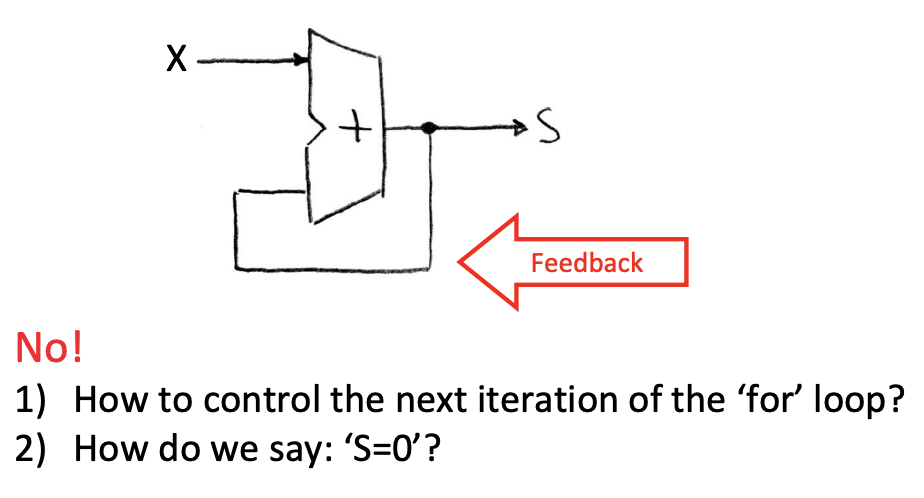 X
+
S
Feedback
No!
1) How to control the next iteration of the ‘for’ loop?
2) How do we say: ‘S=0’?